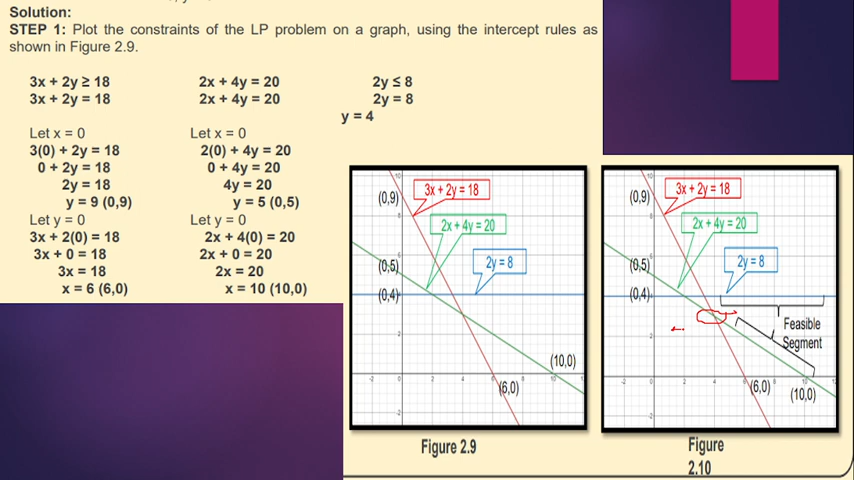 Solution:
STEP 1: Plot the constraints of the LP problem on a graph, using the intercept rules as
shown in Figure 2.9.
3x + 2y ≥ 18
3x + 2y = 18
Let x = 0
3(0) + 2y = 18
0 + 2y = 18
2y = 18
y = 9 (0,9)
Let y = 0
3x + 2(0) = 18
3x + 0 = 18
3x = 18
x = 6 (6,0)
2x + 4y = 20
2x + 4y = 20
Let x = 0
2(0) + 4y = 20
0 + 4y = 20
4y = 20
y = 5 (0,5)
Let y = 0
2x + 4(0) = 20
2x + 0 = 20
2x = 20
x = 10 (10,0)
2y ≤ 8
2y = 8
y = 4
(0,9)
3x + 2y = 18
2x + 4y = 20
2y = 8
(0,5)
(0,4)
(10,0)
(6,0)
Figure 2.9
(0,9)
3x + 2y = 18
2x + 4y = 20
2y = 8
(0,5)
(0,4)
Feasible
Segment
(6,0)
(10,0)
Figure
2.10